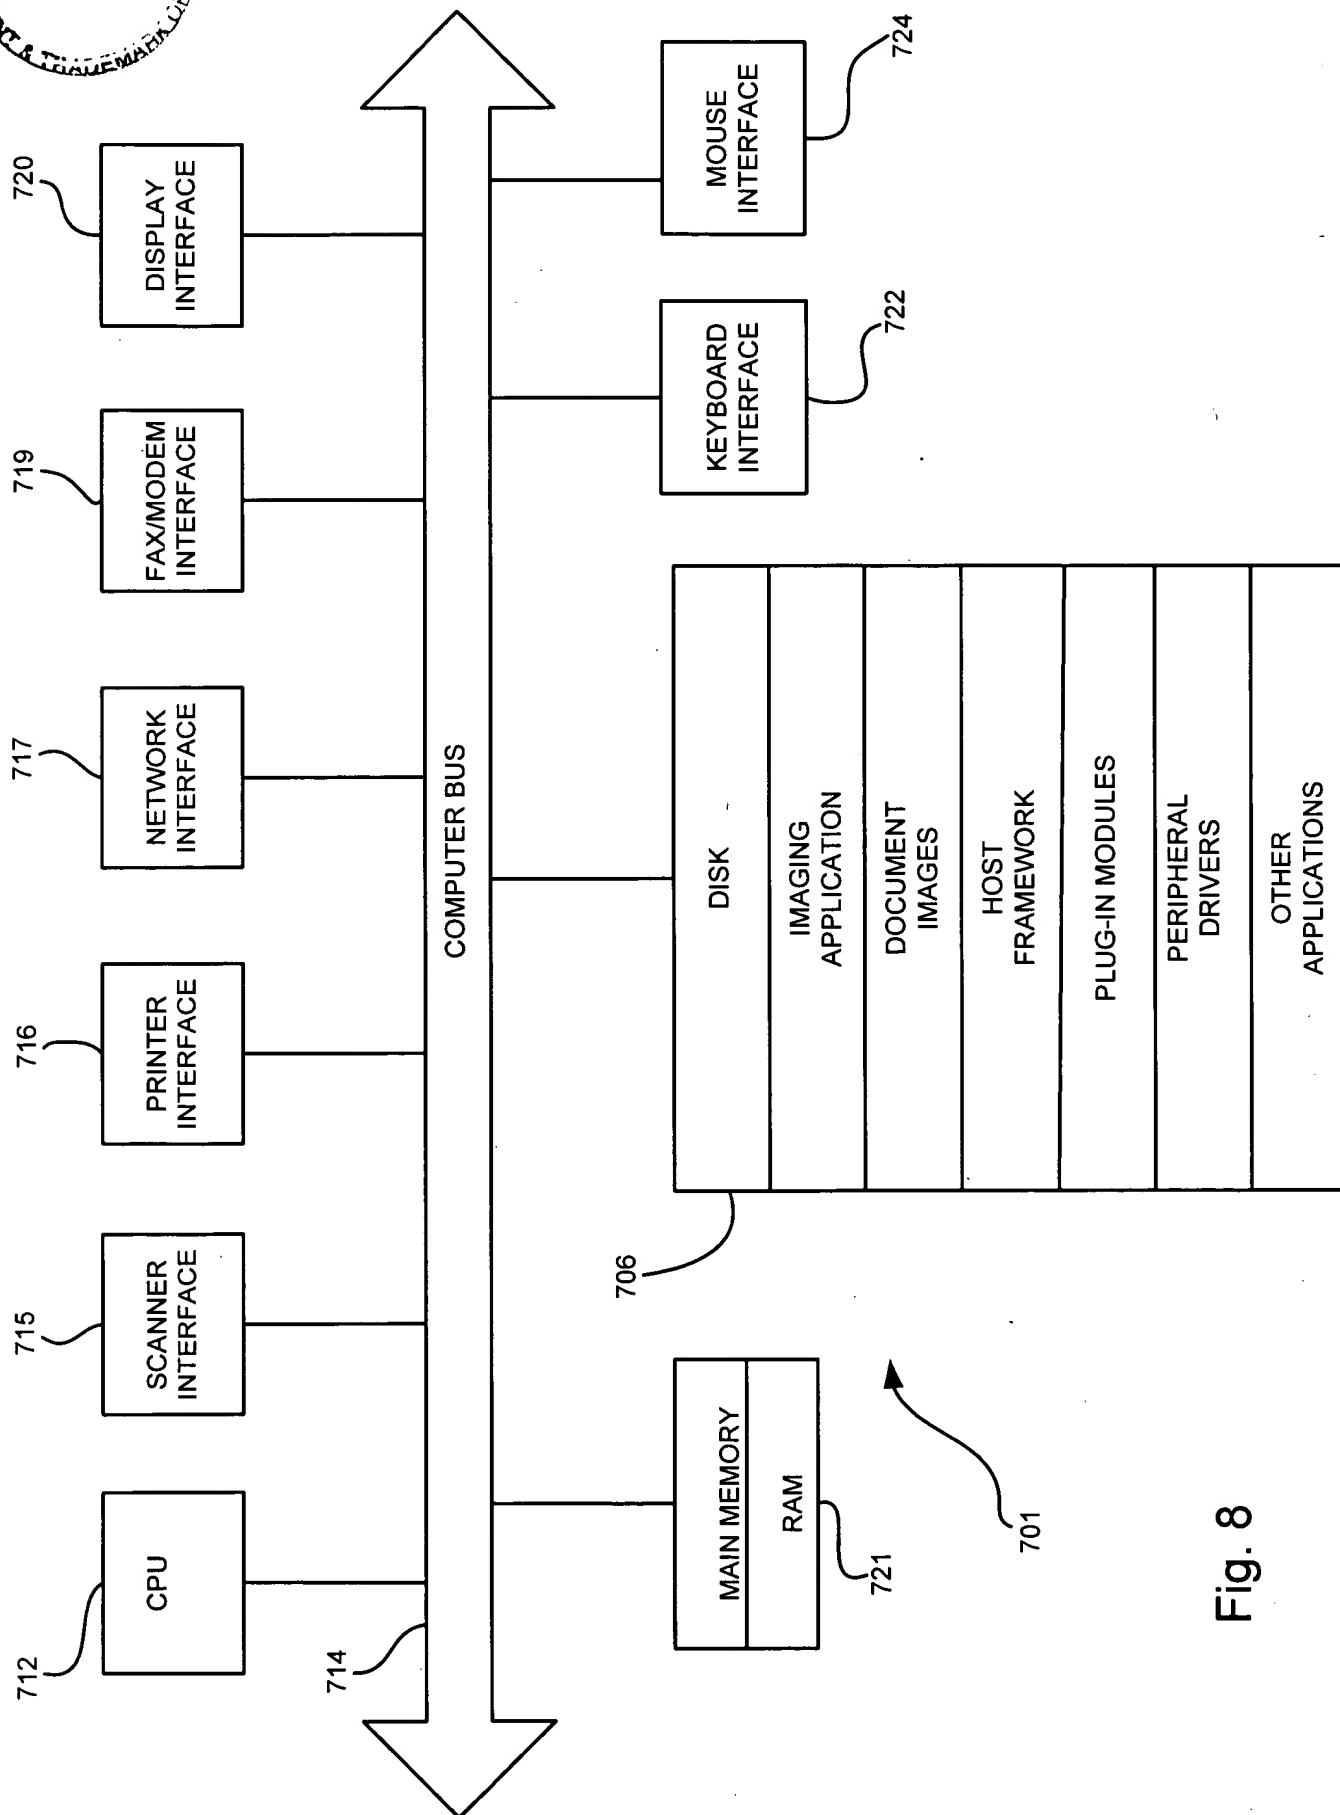 712
715
716
717
719
720
CPU
SCANNER
INTERFACE
PRINTER
INTERFACE
NETWORK
INTERFACE
FAX/MODEM
INTERFACE
DISPLAY
INTERFACE
714
COMPUTER BUS
MAIN MEMORY
RAM
721
706
DISK
IMAGING
APPLICATION
DOCUMENT
IMAGES
HOST
FRAMEWORK
PLUG-IN MODULES
PERIPHERAL
DRIVERS
OTHER
APPLICATIONS
KEYBOARD
INTERFACE
722
MOUSE
INTERFACE
724
701
Fig. 8
& TRADEMARK